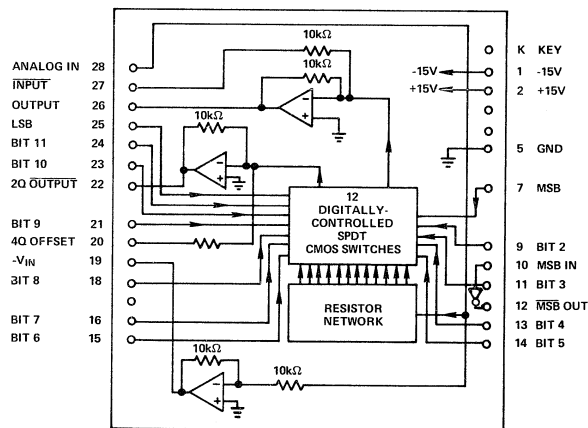 10kΩ
K KEY
ANALOG IN 28
10kΩ
-15V 1 -15V
INPUT 27
+15V 2 +15V
OUTPUT 26
LSB 25
10kΩ
BIT 11 24
5 GND
BIT 10 23
2Q OUTPUT 22
12
DIGITALLY-
CONTROLLED
SPDT
CMOS SWITCHES
7 MSB
BIT 9 21
4Q OFFSET 20
9 BIT 2
-VIN 19
10 MSB IN
BIT 8 18
11 BIT 3
12 MSB OUT
BIT 7 16
RESISTOR
NETWORK
13 BIT 4
BIT 6 15
14 BIT 5
10kΩ
10kΩ
- +
- +
- +